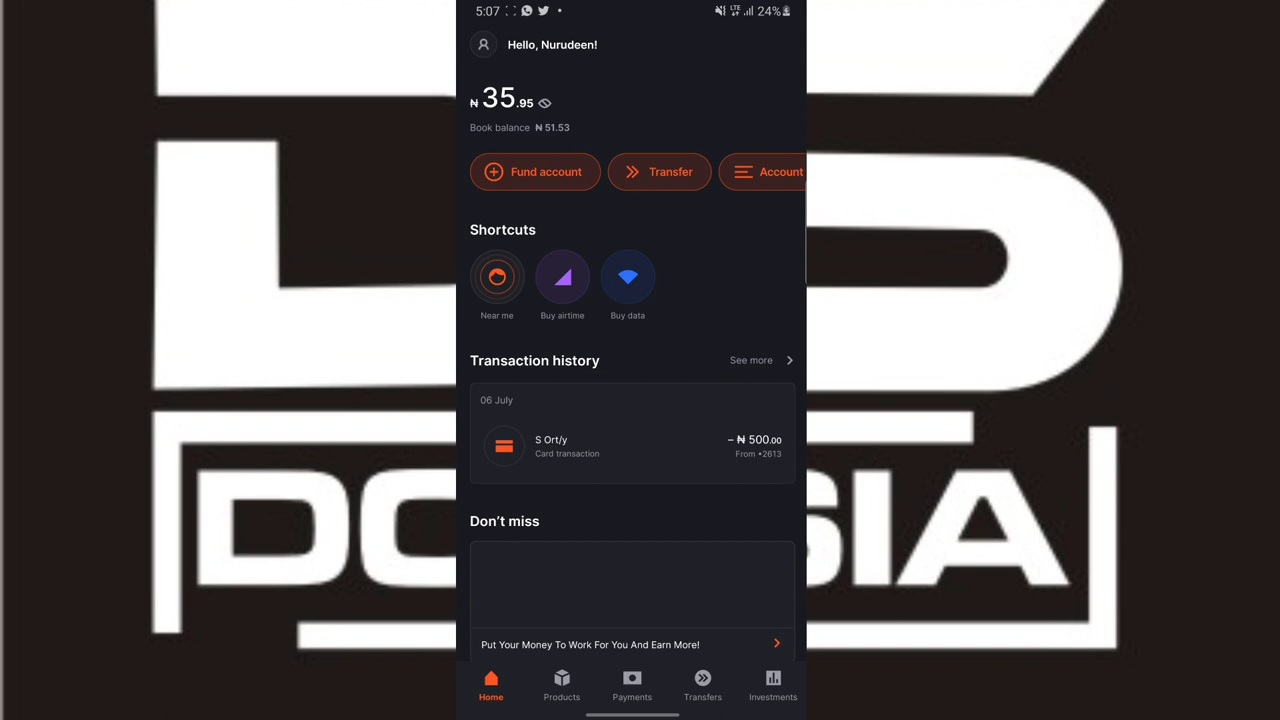 5:07
LTE
24%
Hello, Nurudeen!
₦ 35.95
Book balance ₦ 51.53
Fund account
Transfer
Account
Shortcuts
Near me
Buy airtime
Buy data
Transaction history
See more
06 July
S Ort/y
– ₦ 500.00
Card transaction
From •2613
Don’t miss
Put Your Money To Work For You And Earn More!
Home
Products
Payments
Transfers
Investments